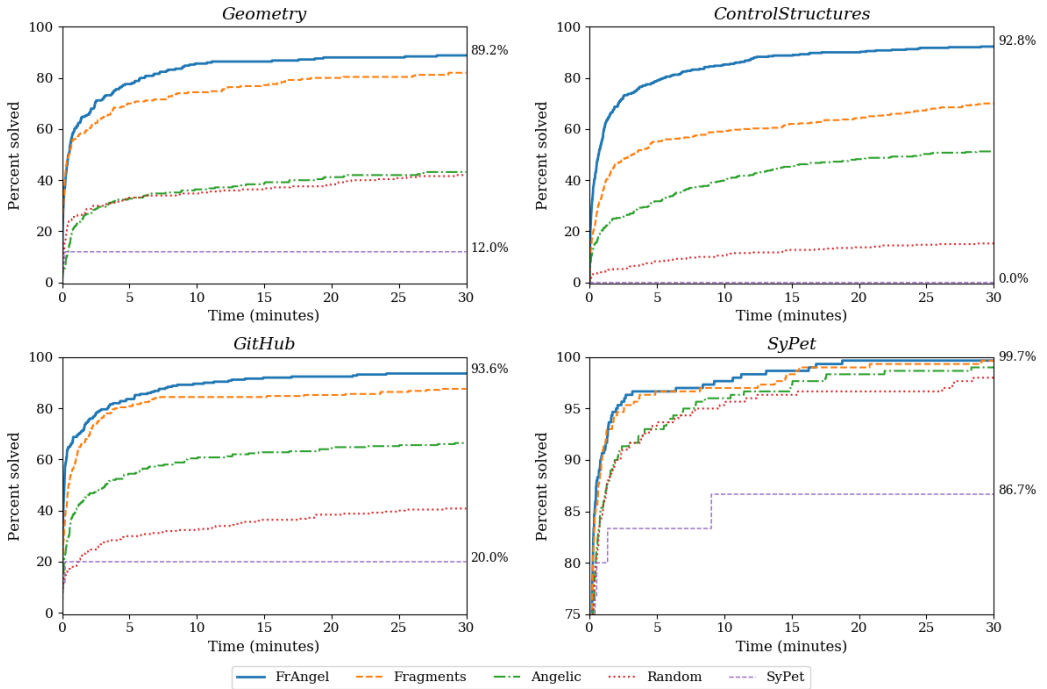 Geometry
ControlStructures
100
80
60
40
20
0
Percent solved
89.2%
12.0%
0 5 10 15 20 25 30
Time (minutes)
100
80
60
40
20
0
Percent solved
92.8%
0.0%
0 5 10 15 20 25 30
Time (minutes)
GitHub
SyPet
100
80
60
40
20
0
Percent solved
93.6%
20.0%
0 5 10 15 20 25 30
Time (minutes)
100
95
90
85
80
75
Percent solved
99.7%
86.7%
0 5 10 15 20 25 30
Time (minutes)
FrAngel Fragments Angelic Random SyPet